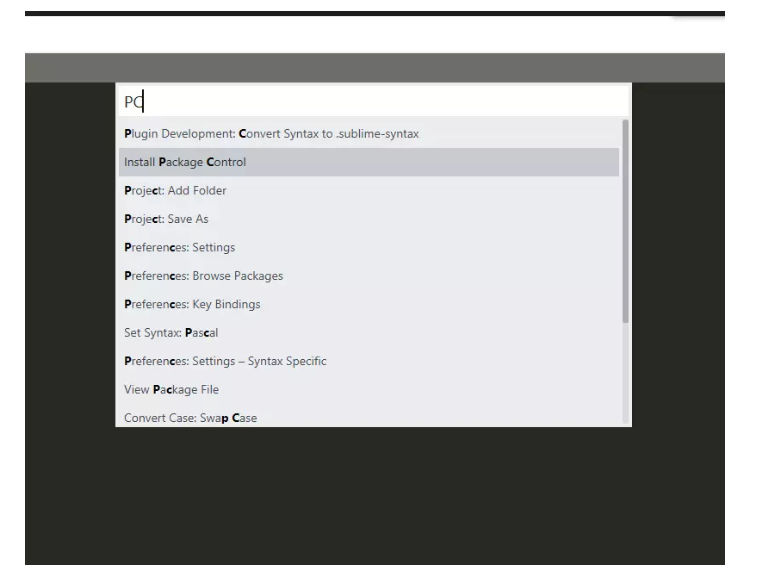 PC
Plugin Development: Convert Syntax to .sublime-syntax
Install Package Control
Project: Add Folder
Project: Save As
Preferences: Settings
Preferences: Browse Packages
Preferences: Key Bindings
Set Syntax: Pascal
Preferences: Settings – Syntax Specific
View Package File
Convert Case: Swap Case